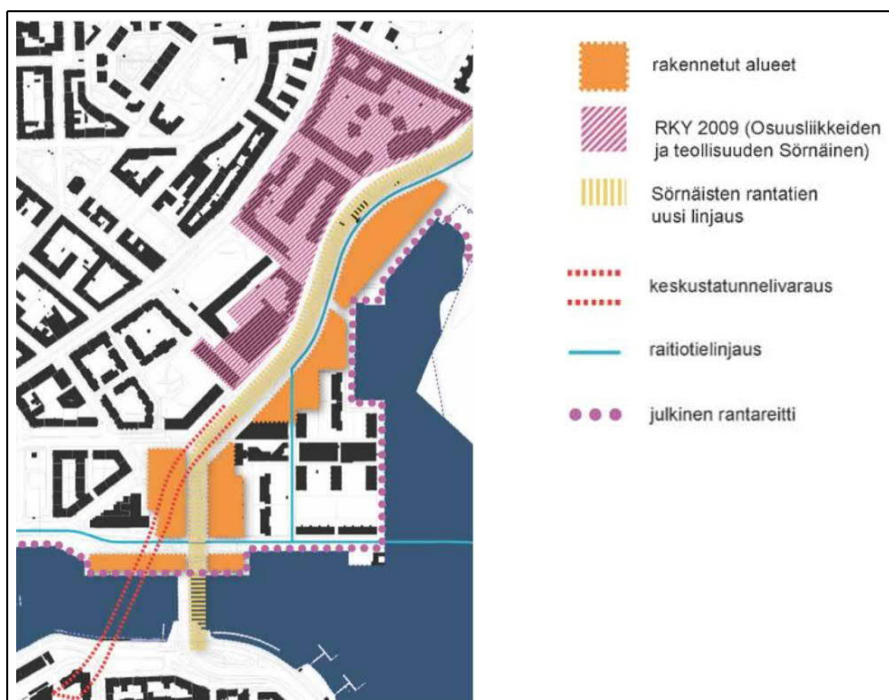 rakennetut alueet
RKY 2009 (Osuusliikkeiden
ja teollisuuden Sörnäinen)
Sörnäisten rantatien
uusi linjaus
keskustatunnelivaraus
raitiotielinjaus
julkinen rantareitti